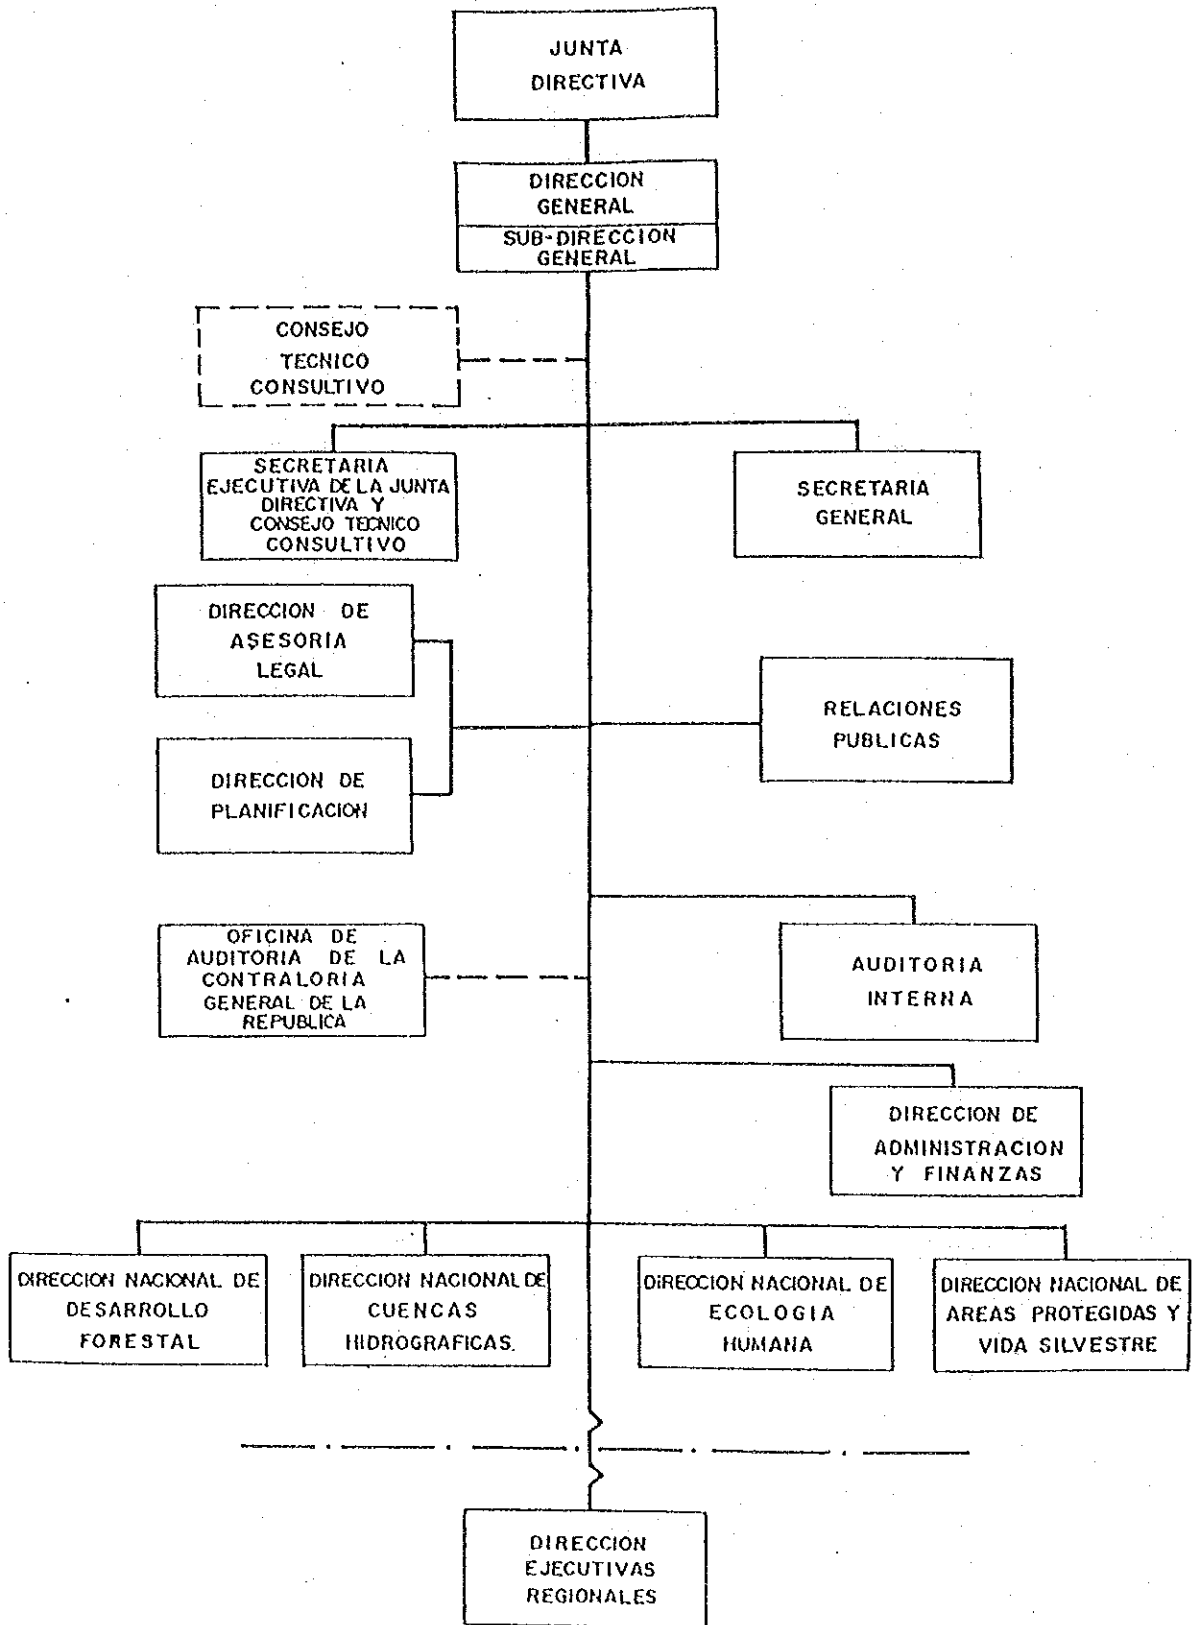 JUNTA
DIRECTIVA
DIRECCION
GENERAL
SUB-DIRECCION
GENERAL
CONSEJO
TECNICO
CONSULTIVO
SECRETARIA
EJECUTIVA DE LA JUNTA
DIRECTIVA Y
CONSEJO TECNICO
CONSULTIVO
SECRETARIA
GENERAL
DIRECCION DE
ASESORIA
LEGAL
RELACIONES
PUBLICAS
DIRECCION DE
PLANIFICACION
OFICINA DE
AUDITORIA DE LA
CONTRALORIA
GENERAL DE LA
REPUBLICA
AUDITORIA
INTERNA
DIRECCION DE
ADMINISTRACION
Y FINANZAS
DIRECCION NACIONAL DE
DESARROLLO
FORESTAL
DIRECCION NACIONAL DE
CUENCAS
HIDROGRAFICAS.
DIRECCION NACIONAL DE
ECOLOGIA
HUMANA
DIRECCION NACIONAL DE
AREAS PROTEGIDAS Y
VIDA SILVESTRE
DIRECCION
EJECUTIVAS
REGIONALES